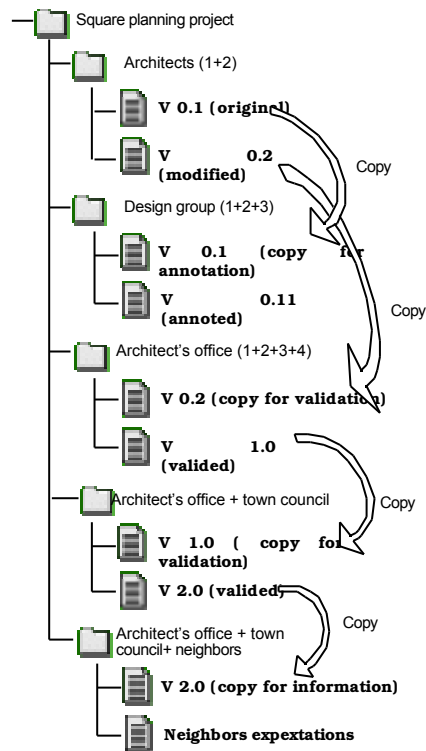 Square planning project
Architects (1+2)
V 0.1 (original)
Copy
V 0.2
(modified)
Design group (1+2+3)
V 0.1 (copy for
annotation)
V 0.11
(annoted)
Copy
Architect's office (1+2+3+4)
V 0.2 (copy for validation)
V 1.0
(valided)
Architect's office + town council
Copy
V 1.0 ( copy for
validation)
V 2.0 (valided)
Copy
Architect's office + town
council+ neighbors
V 2.0 (copy for information)
Neighbors expextations